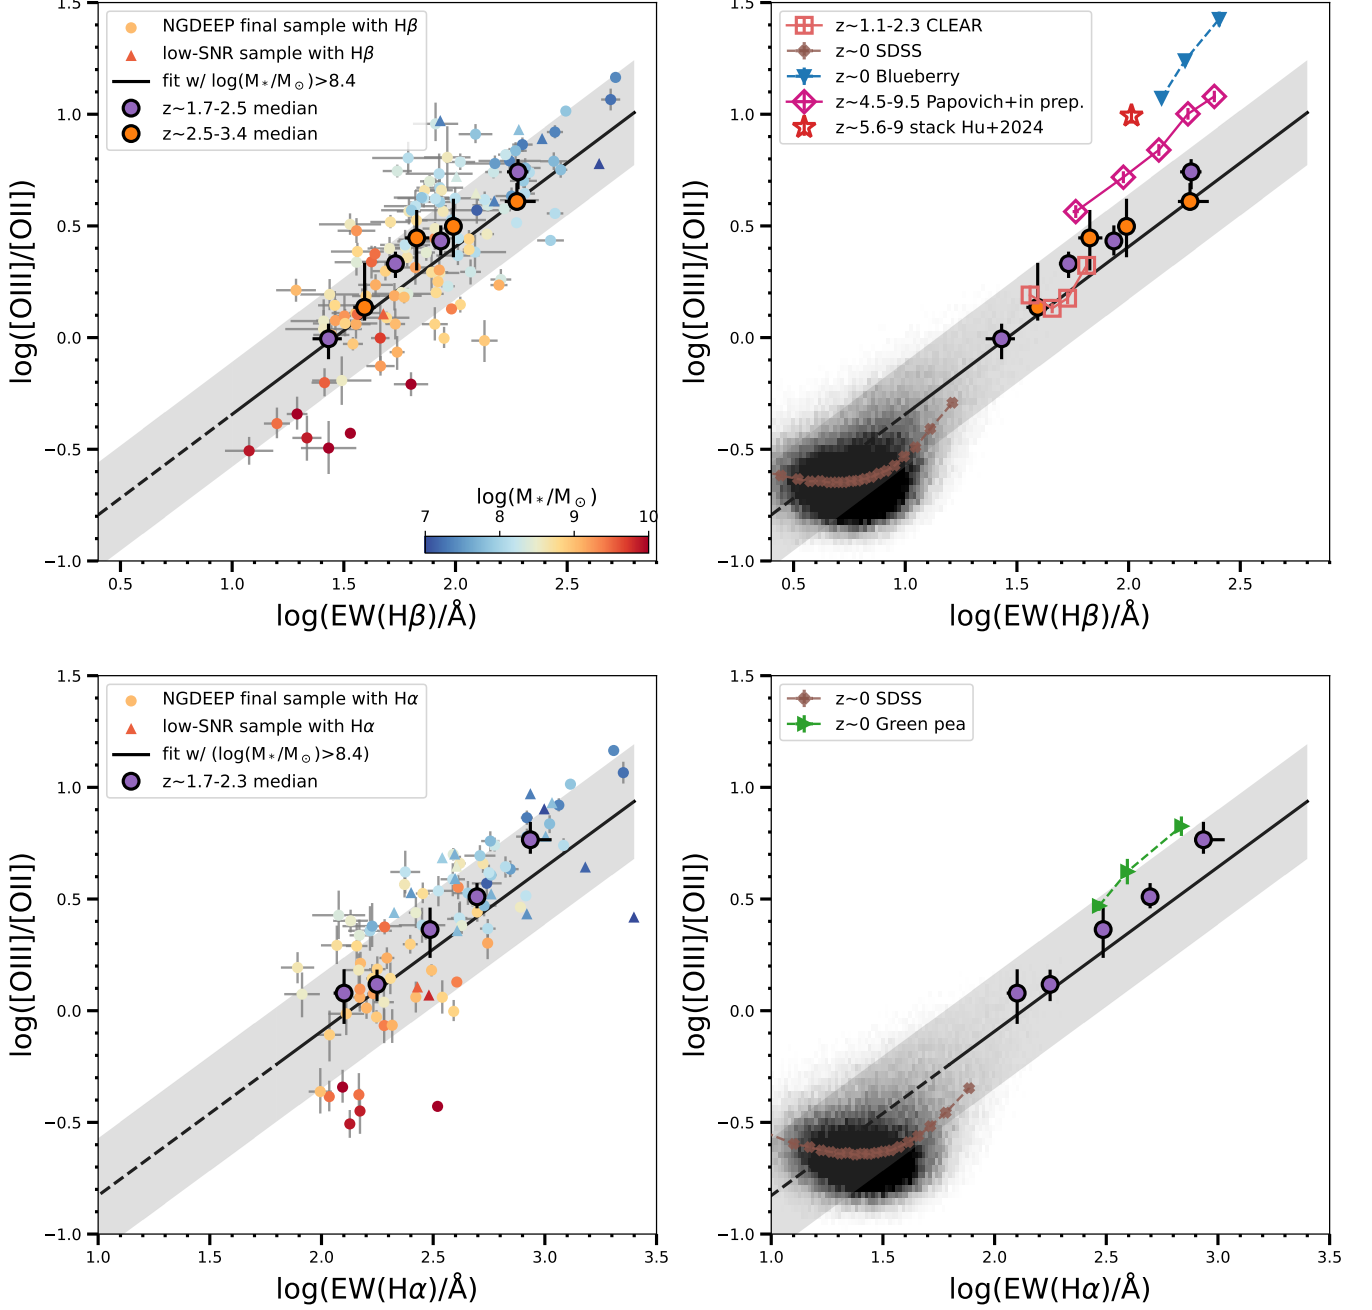 1.5
1.0
0.5
0.0
−0.5
−1.0
log([OIII]/[OII])
NGDEEP final sample with Hβ
low-SNR sample with Hβ
fit w/ log(M*/M⊙)>8.4
z~1.7-2.5 median
z~2.5-3.4 median
log(M*/M⊙)
7 8 9 10
0.5 1.0 1.5 2.0 2.5
log(EW(Hβ)/Å)
1.5
1.0
0.5
0.0
−0.5
−1.0
log([OIII]/[OII])
z~1.1-2.3 CLEAR
z~0 SDSS
z~0 Blueberry
z~4.5-9.5 Papovich+in prep.
z~5.6-9 stack Hu+2024
0.5 1.0 1.5 2.0 2.5
log(EW(Hβ)/Å)
1.5
1.0
0.5
0.0
−0.5
−1.0
log([OIII]/[OII])
NGDEEP final sample with Hα
low-SNR sample with Hα
fit w/ (log(M*/M⊙)>8.4)
z~1.7-2.3 median
1.0 1.5 2.0 2.5 3.0 3.5
log(EW(Hα)/Å)
1.5
1.0
0.5
0.0
−0.5
−1.0
log([OIII]/[OII])
z~0 SDSS
z~0 Green pea
1.0 1.5 2.0 2.5 3.0 3.5
log(EW(Hα)/Å)